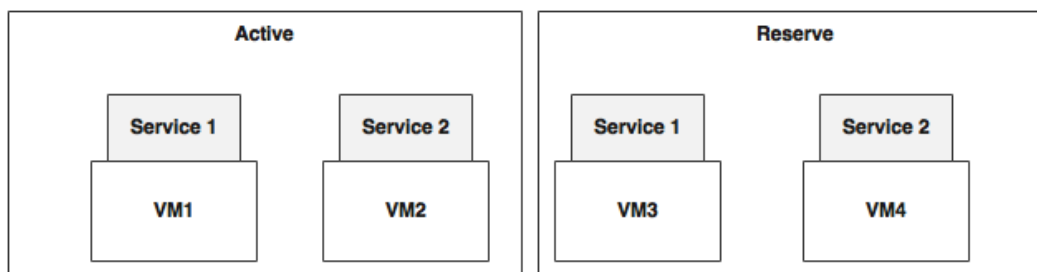 Active
Service 1
Service 2
VM1
VM2
Reserve
Service 1
Service 2
VM3
VM4